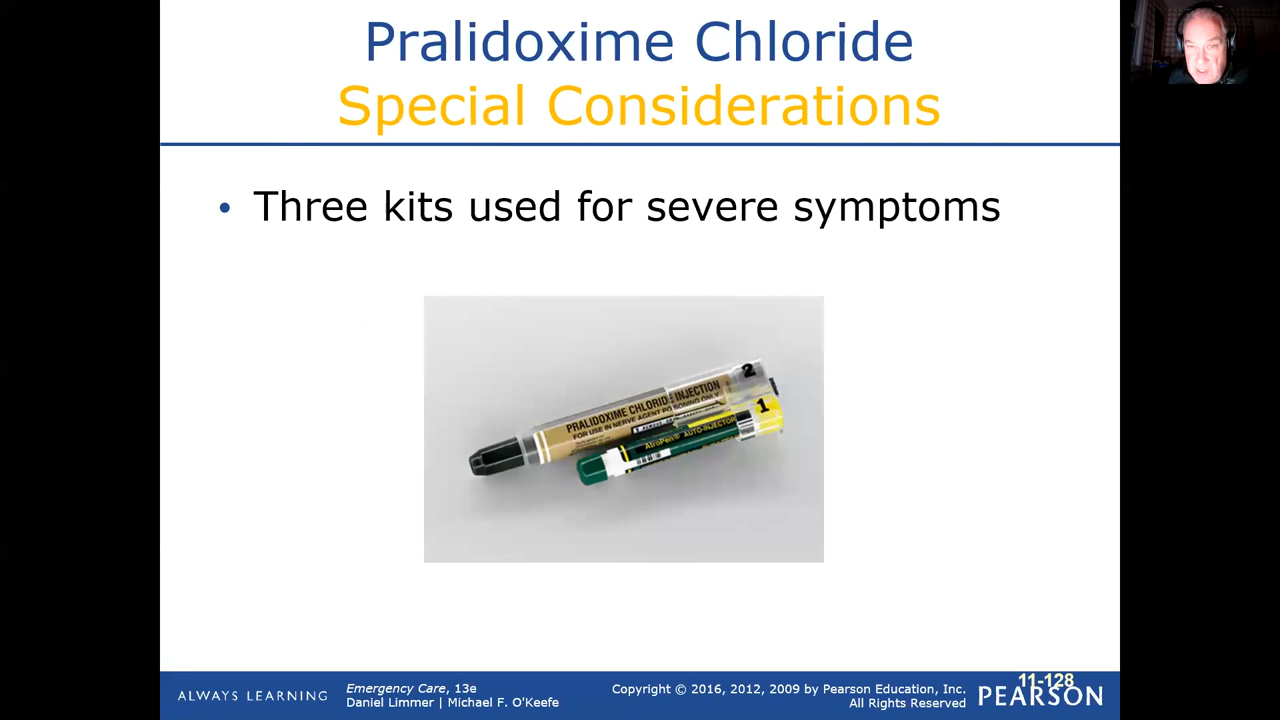 Pralidoxime Chloride
Special Considerations
• Three kits used for severe symptoms
2
PRALIDOXIME CHLORIDE INJECTION
FOR USE IN NERVE AGENT POISONING ONLY
1
AtroPen® AUTO-INJECTOR
ALWAYS LEARNING
Emergency Care, 13e
Daniel Limmer | Michael F. O'Keefe
Copyright © 2016, 2012, 2009 by Pearson Education, Inc.
All Rights Reserved
11-128
PEARSON